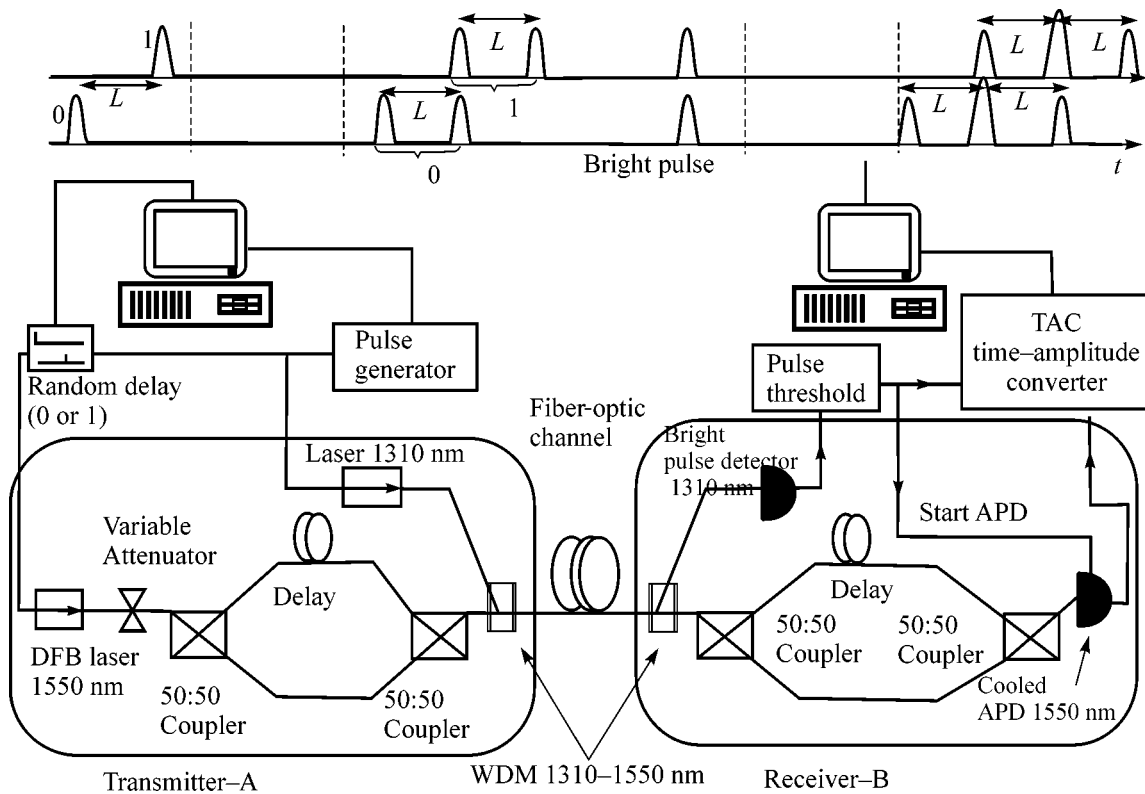 1
L
L
L
L
0
L
L
1
L
L
0
Bright pulse
t
Pulse
generator
TAC
time–amplitude
converter
Random delay
(0 or 1)
Pulse
threshold
Fiber-optic
channel
Laser 1310 nm
Bright
pulse detector
1310 nm
Variable
Attenuator
Start APD
Delay
Delay
DFB laser
1550 nm
50:50
Coupler
50:50
Coupler
50:50
Coupler
50:50
Coupler
Cooled
APD 1550 nm
Transmitter–A
WDM 1310–1550 nm
Receiver–B